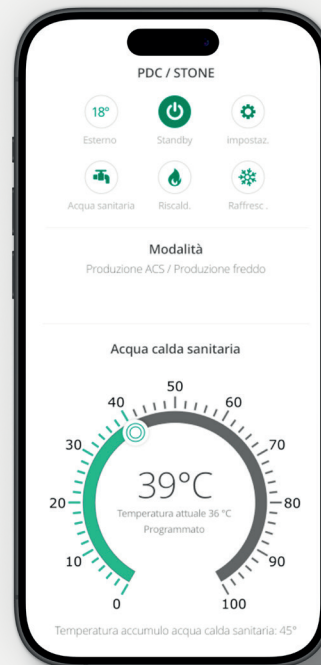 PDC / STONE
18°
Esterno Standby impostaz.
Acqua sanitaria Riscald. Raffresc .
Modalità
Produzione ACS / Produzione freddo
Acqua calda sanitaria
0 10 20 30 40 50 60 70 80 90 100
39°C
Temperatura attuale 36 °C
Programmato
Temperatura accumulo acqua calda sanitaria: 45°